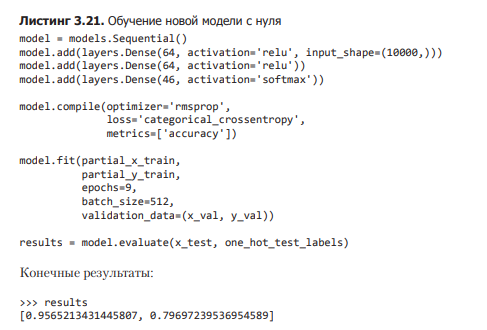 Листинг 3.21. Обучение новой модели с нуля
model = models.Sequential()
model.add(layers.Dense(64, activation='relu', input_shape=(10000,)))
model.add(layers.Dense(64, activation='relu'))
model.add(layers.Dense(46, activation='softmax'))
model.compile(optimizer='rmsprop',
loss='categorical_crossentropy',
metrics=['accuracy'])
model.fit(partial_x_train,
partial_y_train,
epochs=9,
batch_size=512,
validation_data=(x_val, y_val))
results = model.evaluate(x_test, one_hot_test_labels)
Конечные результаты:
>>> results
[0.9565213431445807, 0.79697239536954589]